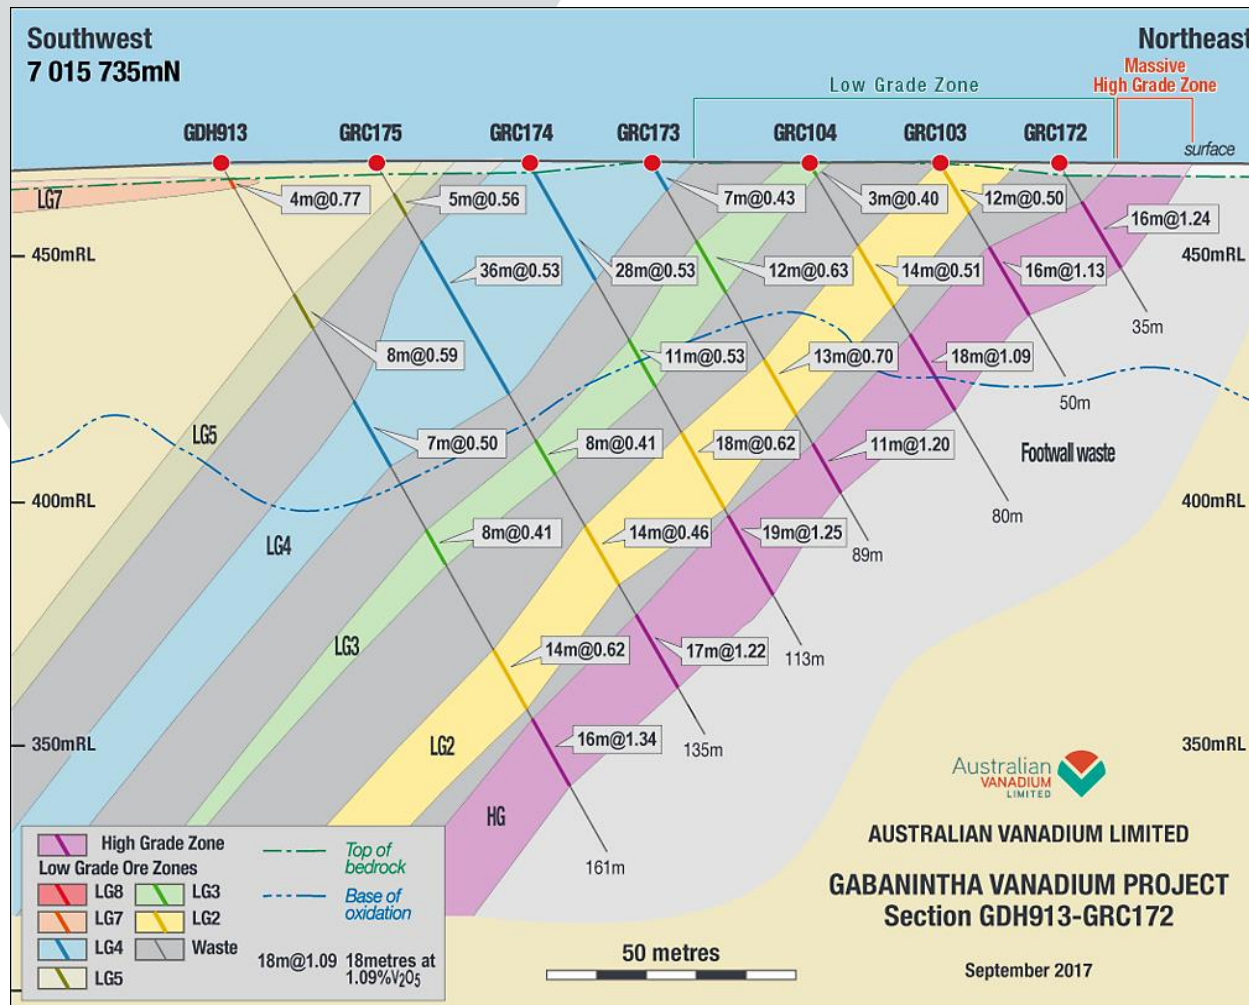 Southwest
7 015 735mN
Northeast
Massive
High Grade Zone
Low Grade Zone
GDH913
GRC175
GRC174
GRC173
GRC104
GRC103
GRC172
surface
LG7
4m@0.77
5m@0.56
7m@0.43
3m@0.40
12m@0.50
16m@1.24
450mRL
450mRL
36m@0.53
28m@0.53
12m@0.63
14m@0.51
16m@1.13
35m
8m@0.59
11m@0.53
13m@0.70
18m@1.09
50m
LG5
7m@0.50
8m@0.41
18m@0.62
11m@1.20
Footwall waste
400mRL
400mRL
80m
LG4
8m@0.41
14m@0.46
19m@1.25
89m
LG3
14m@0.62
17m@1.22
113m
350mRL
350mRL
LG2
16m@1.34
135m
HG
161m
Australian
VANADIUM
LIMITED
AUSTRALIAN VANADIUM LIMITED
GABANINTHA VANADIUM PROJECT
Section GDH913-GRC172
September 2017
50 metres
High Grade Zone
Low Grade Ore Zones
LG8
LG3
LG7
LG2
LG4
Waste
LG5
Top of
bedrock
Base of
oxidation
18m@1.09 18metres at
1.09%V₂O₅